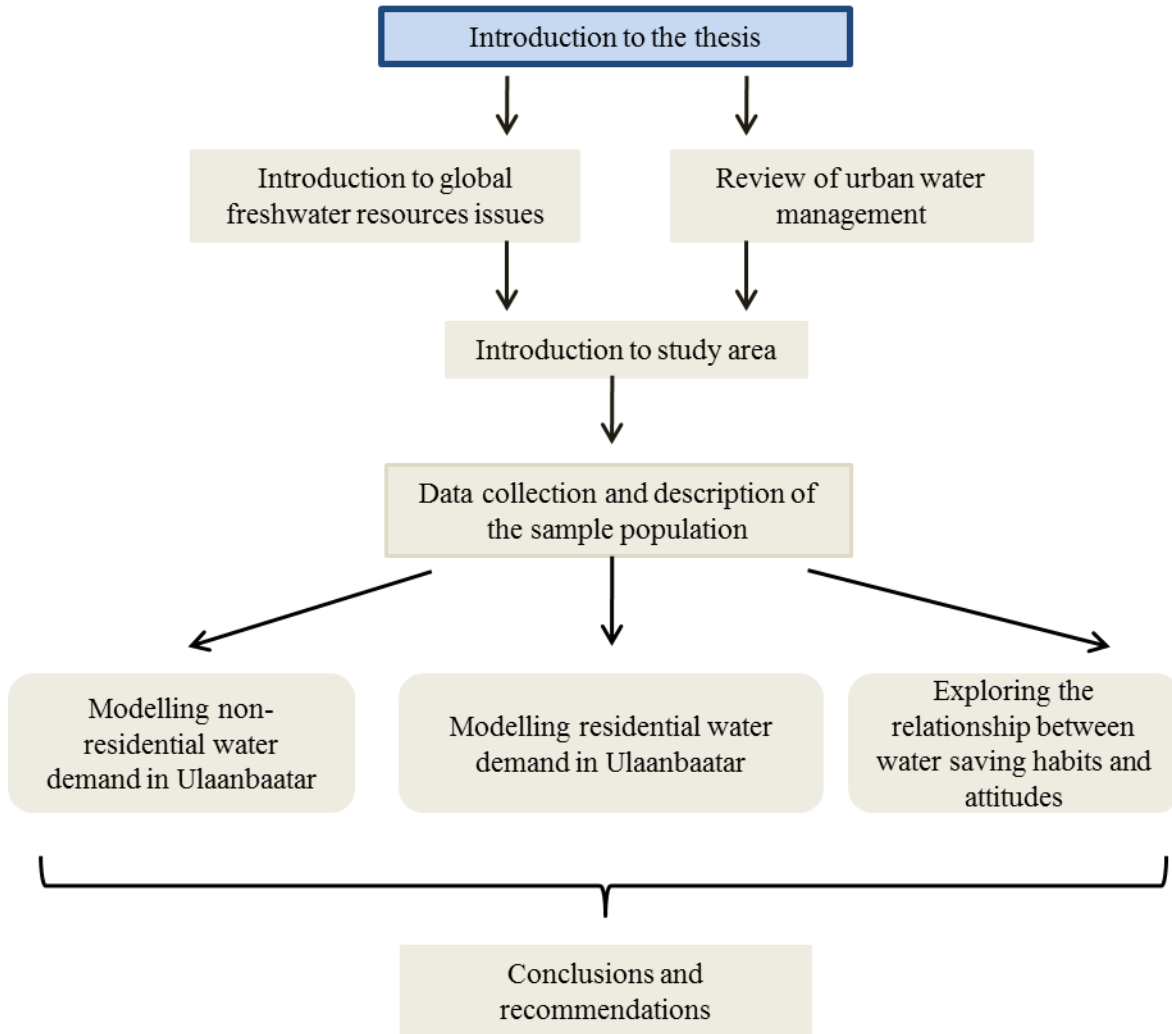 Introduction to the thesis
Introduction to global
freshwater resources issues
Review of urban water
management
Introduction to study area
Data collection and description of
the sample population
Modelling non-
residential water
demand in Ulaanbaatar
Modelling residential water
demand in Ulaanbaatar
Exploring the
relationship between
water saving habits and
attitudes
Conclusions and
recommendations